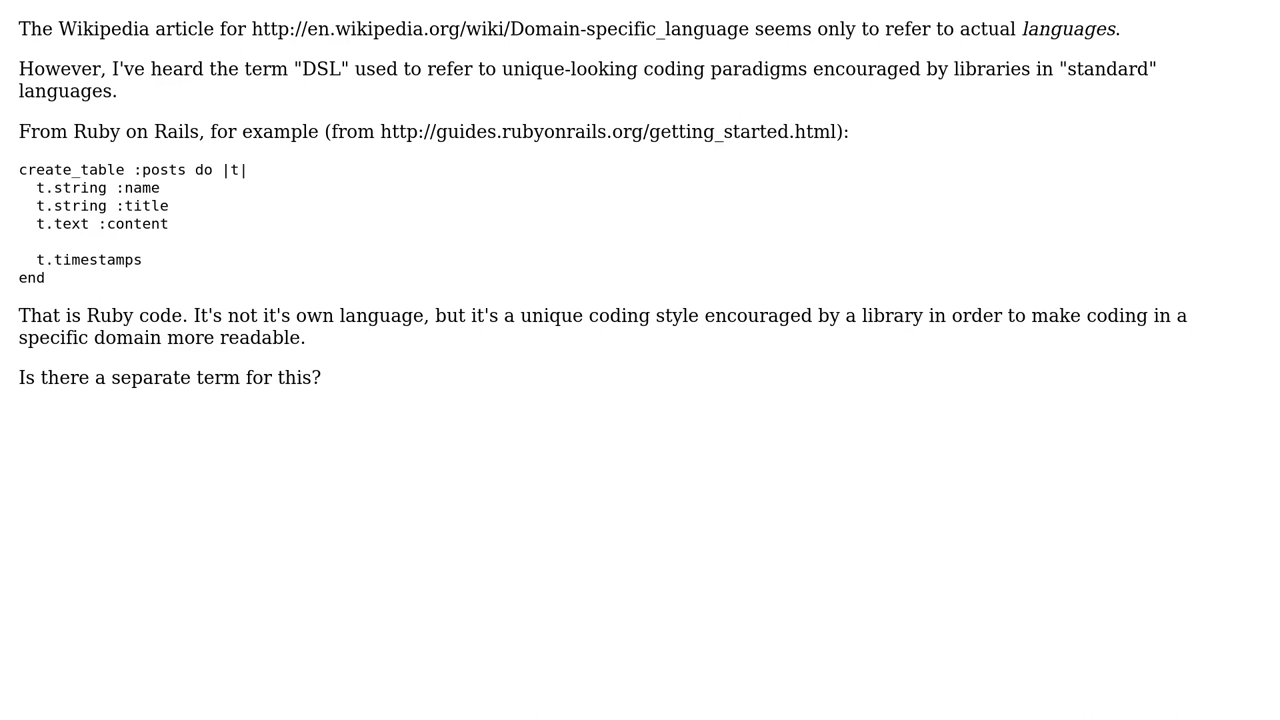 The Wikipedia article for http://en.wikipedia.org/wiki/Domain-specific_language seems only to refer to actual languages.
However, I've heard the term "DSL" used to refer to unique-looking coding paradigms encouraged by libraries in "standard"
languages.
From Ruby on Rails, for example (from http://guides.rubyonrails.org/getting_started.html):
create_table :posts do |t|
  t.string :name
  t.string :title
  t.text :content

  t.timestamps
end
That is Ruby code. It's not it's own language, but it's a unique coding style encouraged by a library in order to make coding in a
specific domain more readable.
Is there a separate term for this?